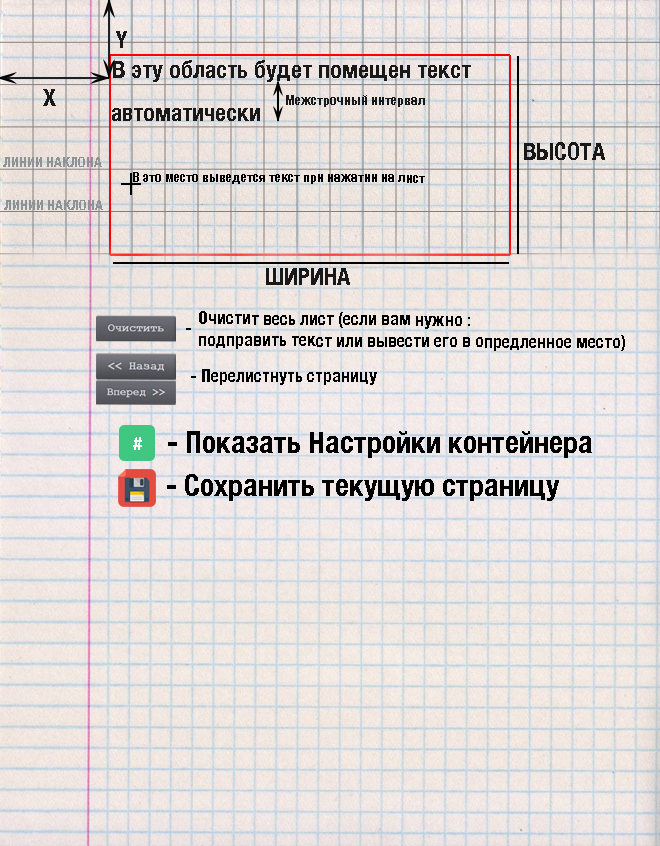 Y
В эту область будет помещен текст
X
Межстрочный интервал
автоматически
ВЫСОТА
ЛИНИИ НАКЛОНА
В это место выведется текст при нажатии на лист
ЛИНИИ НАКЛОНА
ШИРИНА
Очистить
- Очистит весь лист (если вам нужно :
подправить текст или вывести его в опредленное место)
<< Назад
- Перелистнуть страницу
Вперед >>
# - Показать Настройки контейнера
- Сохранить текущую страницу